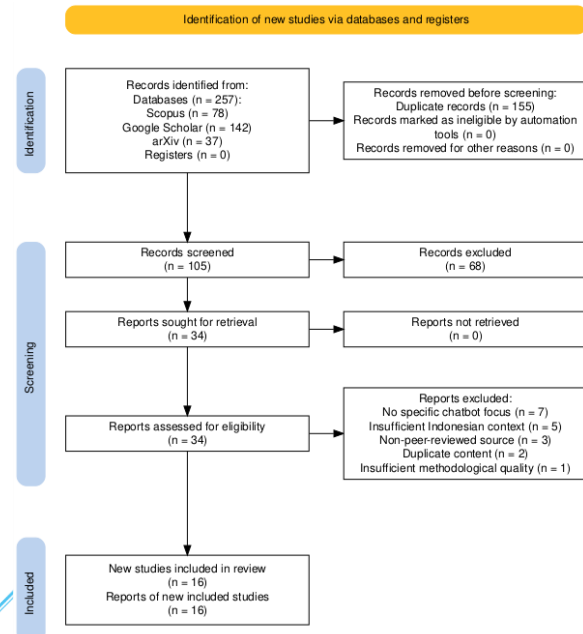 Identification of new studies via databases and registers
Identification
Records identified from:
Databases (n = 257):
Scopus (n = 78)
Google Scholar (n = 142)
arXiv (n = 37)
Registers (n = 0)
Records removed before screening:
Duplicate records (n = 155)
Records marked as ineligible by automation
tools (n = 0)
Records removed for other reasons (n = 0)
Screening
Records screened
(n = 105)
Records excluded
(n = 68)
Reports sought for retrieval
(n = 34)
Reports not retrieved
(n = 0)
Reports assessed for eligibility
(n = 34)
Reports excluded:
No specific chatbot focus (n = 7)
Insufficient Indonesian context (n = 5)
Non-peer-reviewed source (n = 3)
Duplicate content (n = 2)
Insufficient methodological quality (n = 1)
Included
New studies included in review
(n = 16)
Reports of new included studies
(n = 16)